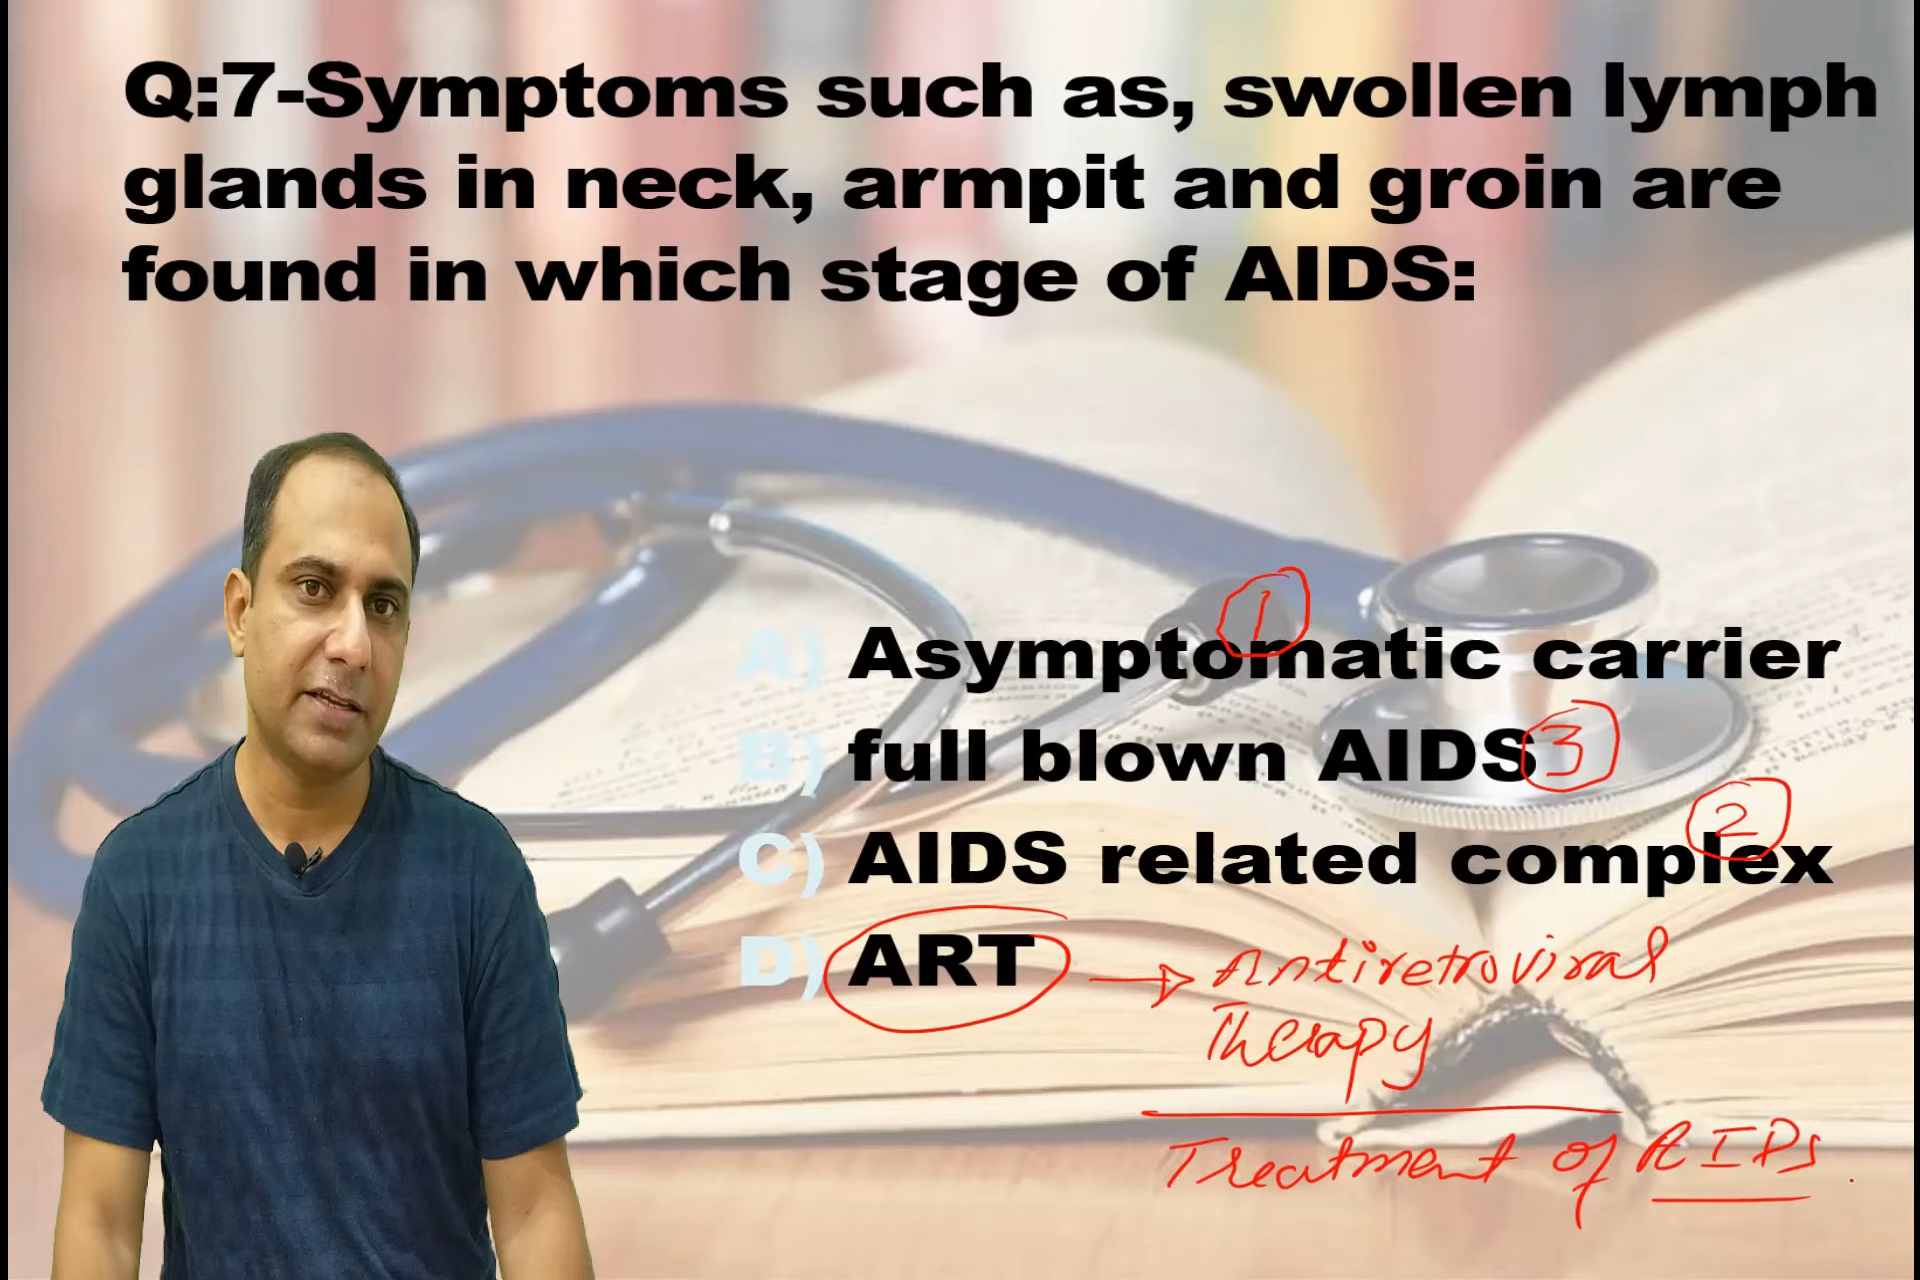 Q:7-Symptoms such as, swollen lymph
glands in neck, armpit and groin are
found in which stage of AIDS:
1
A) Asymptomatic carrier
B) full blown AIDS 3
2
C) AIDS related complex
D) ART → Antiretroviral
Therapy
Treatment of AIDs.